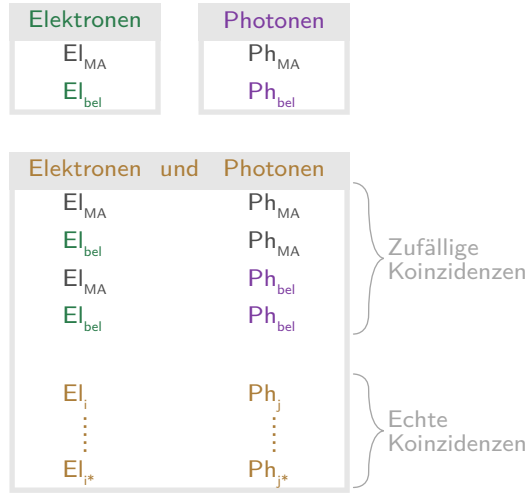 Elektronen Photonen
El_MA Ph_MA
El_bel Ph_bel
Elektronen und Photonen
El_MA Ph_MA
El_bel Ph_MA
El_MA Ph_bel
El_bel Ph_bel
Zufällige
Koinzidenzen
El_i Ph_j
El_i* Ph_j*
Echte
Koinzidenzen